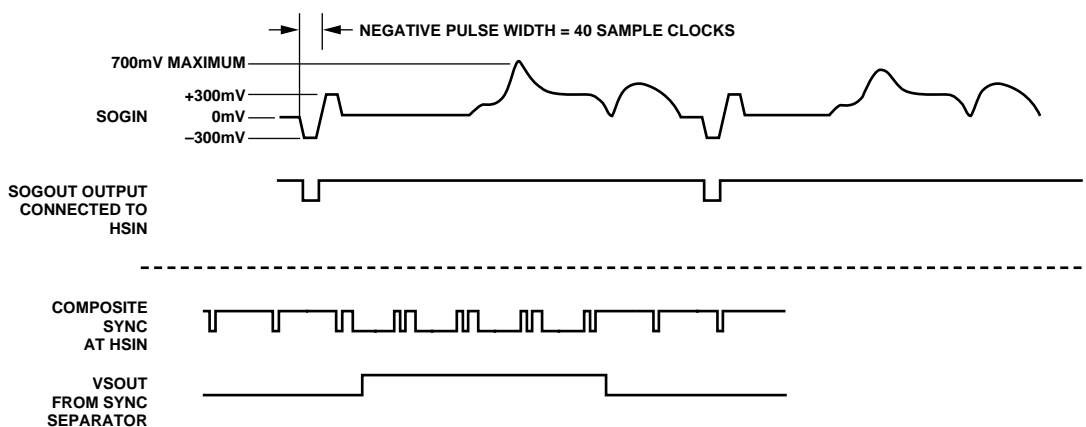 NEGATIVE PULSE WIDTH = 40 SAMPLE CLOCKS
700mV MAXIMUM
+300mV
SOGIN
0mV
–300mV
SOGOUT OUTPUT
CONNECTED TO
HSIN
COMPOSITE
SYNC
AT HSIN
VSOUT
FROM SYNC
SEPARATOR